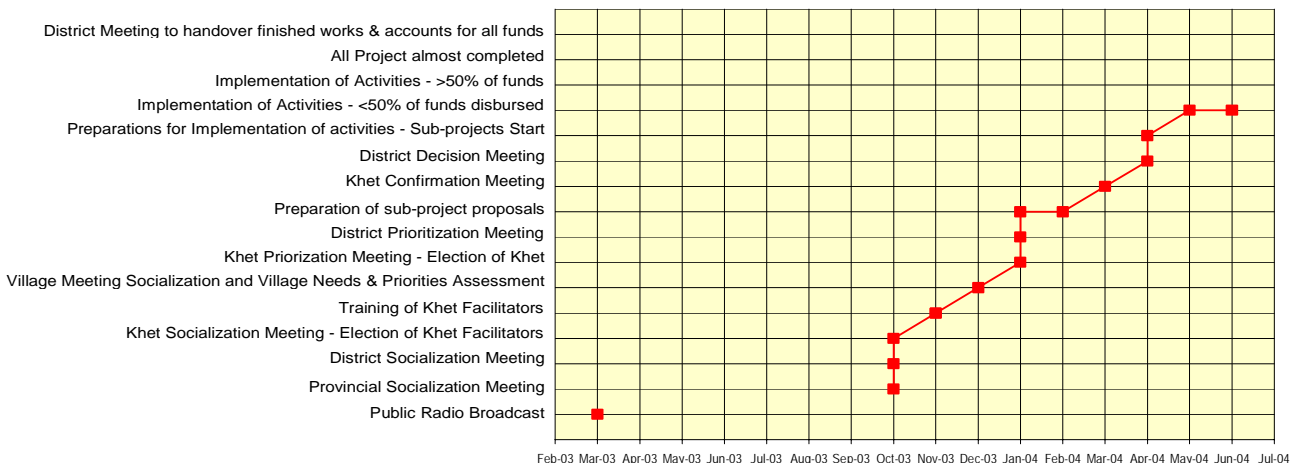 District Meeting to handover finished works & accounts for all funds
All Project almost completed
Implementation of Activities - >50% of funds
Implementation of Activities - <50% of funds disbursed
Preparations for Implementation of activities - Sub-projects Start
District Decision Meeting
Khet Confirmation Meeting
Preparation of sub-project proposals
District Prioritization Meeting
Khet Priorization Meeting - Election of Khet
Village Meeting Socialization and Village Needs & Priorities Assessment
Training of Khet Facilitators
Khet Socialization Meeting - Election of Khet Facilitators
District Socialization Meeting
Provincial Socialization Meeting
Public Radio Broadcast
Feb-03 Mar-03 Apr-03 May-03 Jun-03 Jul-03 Aug-03 Sep-03 Oct-03 Nov-03 Dec-03 Jan-04 Feb-04 Mar-04 Apr-04 May-04 Jun-04 Jul-04